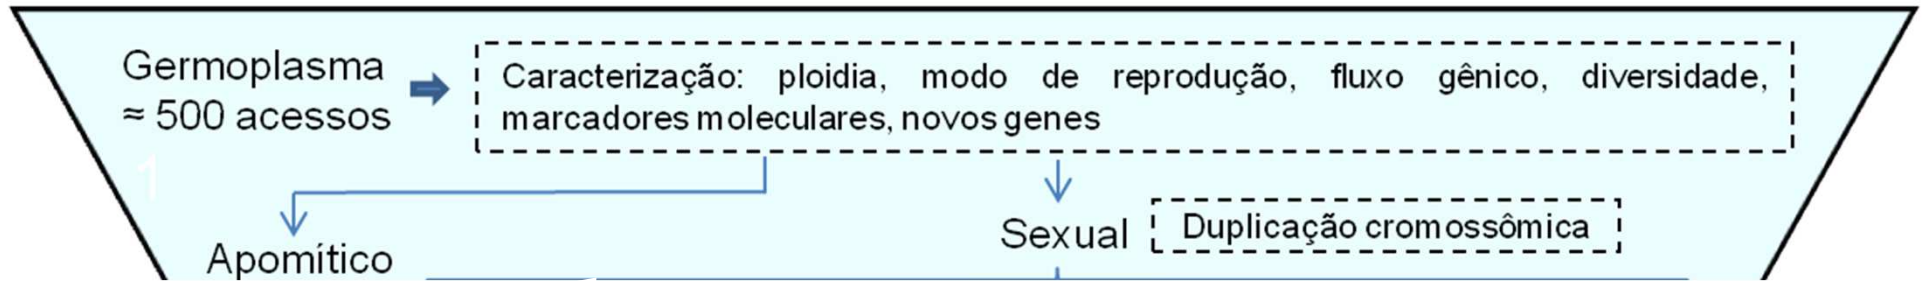 Germoplasma
≈ 500 acessos
Caracterização: ploidia, modo de reprodução, fluxo gênico, diversidade,
marcadores moleculares, novos genes
1
Sexual
Duplicação cromossômica
Apomítico